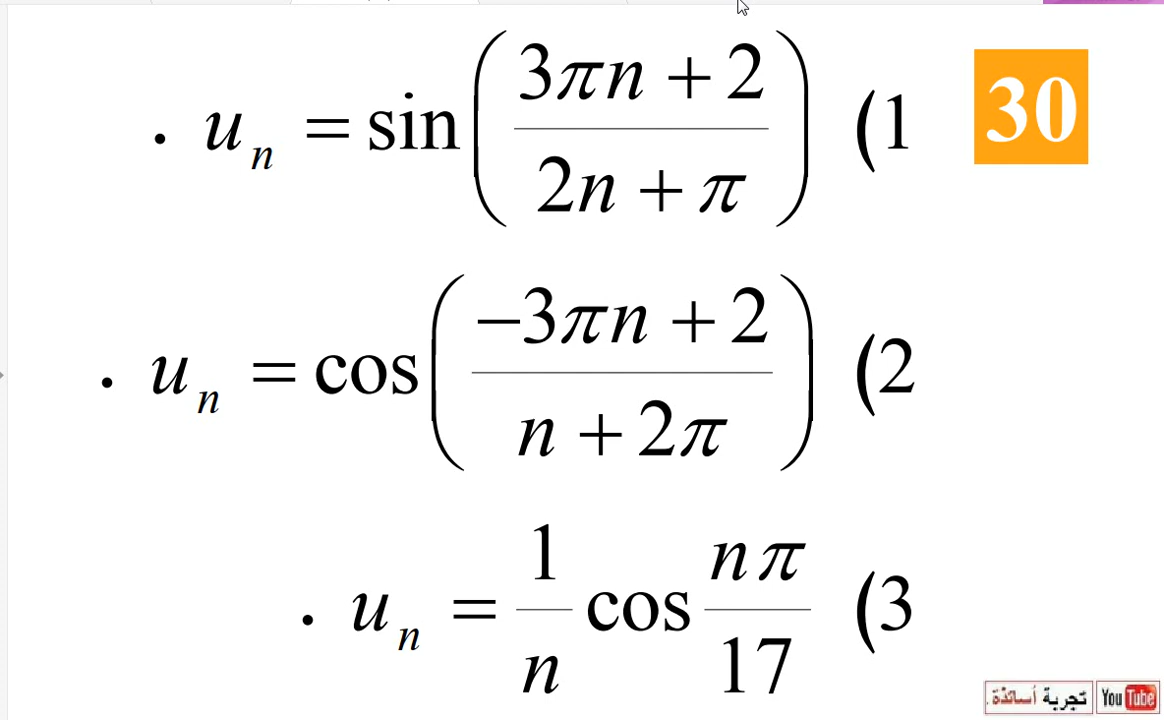 30 (1 u_n = sin((3πn + 2)/(2n + π)) .
(2 u_n = cos((−3πn + 2)/(n + 2π)) .
(3 u_n = 1/n cos nπ/17 .
تجربة أساتذة. YouTube